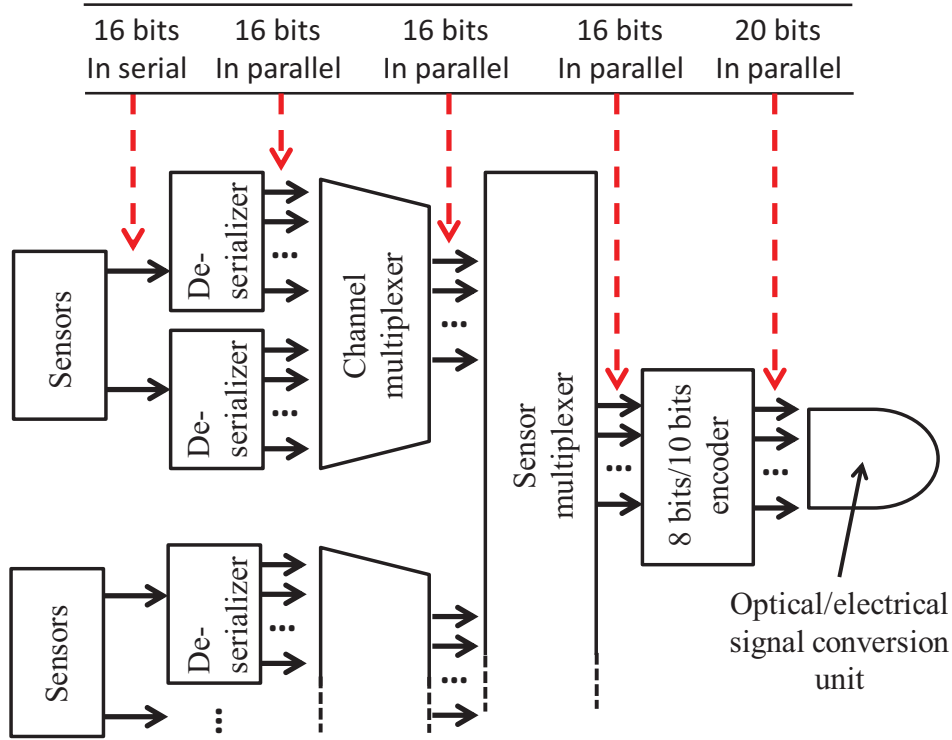 16 bits
In serial
16 bits
In parallel
16 bits
In parallel
16 bits
In parallel
20 bits
In parallel
Sensors
De-
serializer
...
De-
serializer
...
Channel
multiplexer
...
Sensor
multiplexer
...
8 bits/10 bits
encoder
...
Optical/electrical
signal conversion
unit
Sensors
De-
serializer
...
...
...